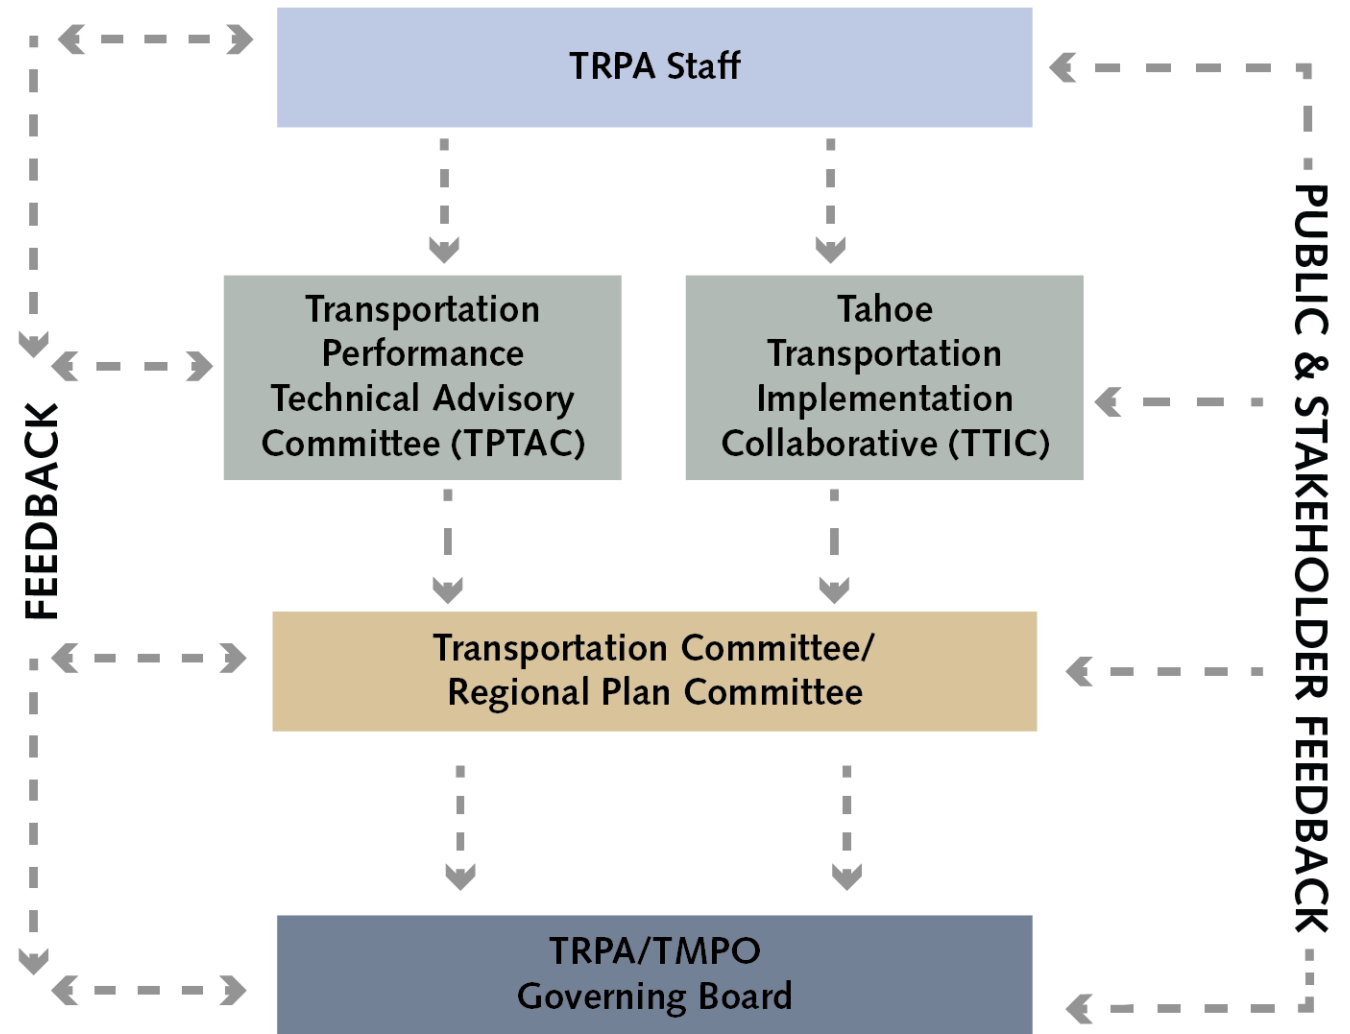 TRPA Staff
Transportation
Performance
Technical Advisory
Committee (TPTAC)
Tahoe
Transportation
Implementation
Collaborative (TTIC)
Transportation Committee/
Regional Plan Committee
TRPA/TMPO
Governing Board
FEEDBACK
PUBLIC & STAKEHOLDER FEEDBACK